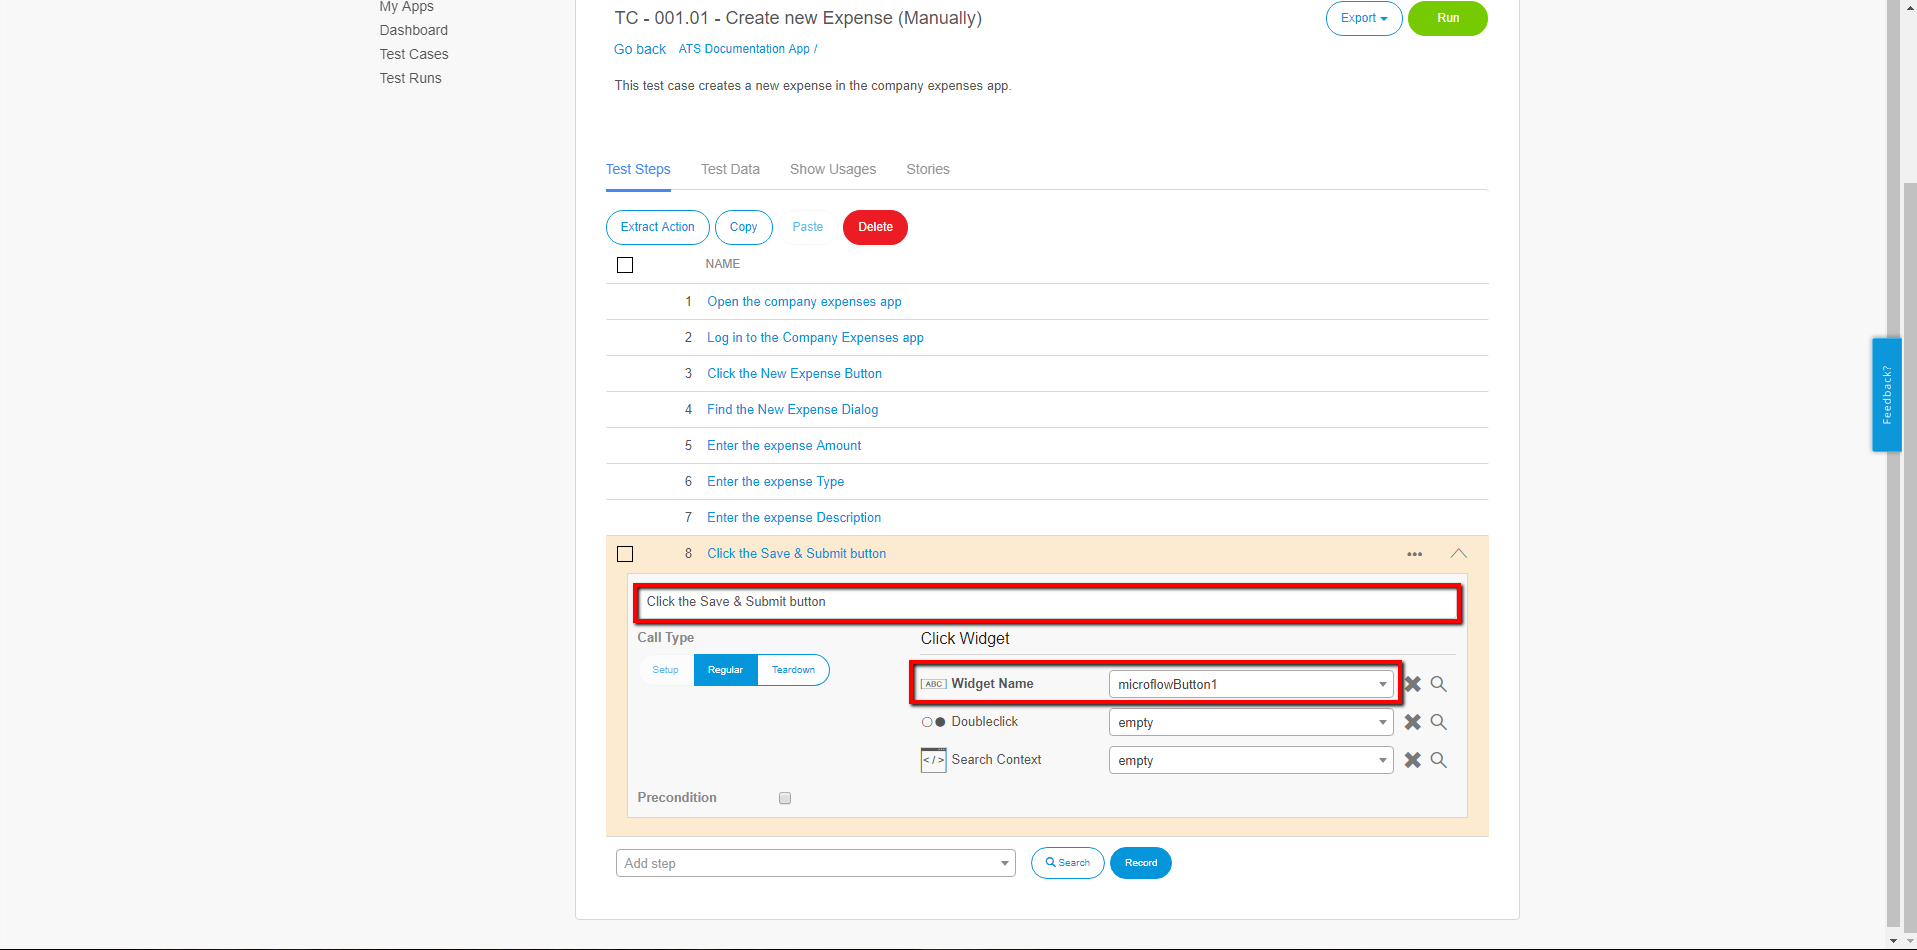 My Apps
Dashboard
Test Cases
Test Runs
TC - 001.01 - Create new Expense (Manually)
Export
Run
Go back ATS Documentation App /
This test case creates a new expense in the company expenses app.
Test Steps Test Data Show Usages Stories
Extract Action Copy Paste Delete
NAME
1 Open the company expenses app
2 Log in to the Company Expenses app
3 Click the New Expense Button
4 Find the New Expense Dialog
5 Enter the expense Amount
6 Enter the expense Type
7 Enter the expense Description
8 Click the Save & Submit button
Click the Save & Submit button
Call Type
Setup Regular Teardown
Click Widget
ABC Widget Name microflowButton1
Doubleclick empty
</> Search Context empty
Precondition
Add step Search Record
Feedback?